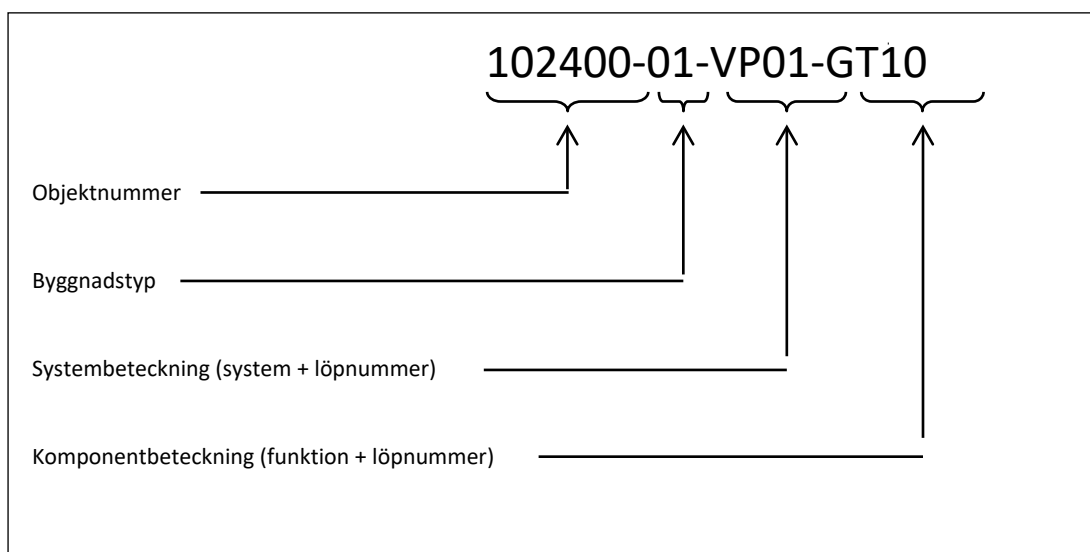 102400-01-VP01-GT10
Objektnummer
Byggnadstyp
Systembeteckning (system + löpnummer)
Komponentbeteckning (funktion + löpnummer)